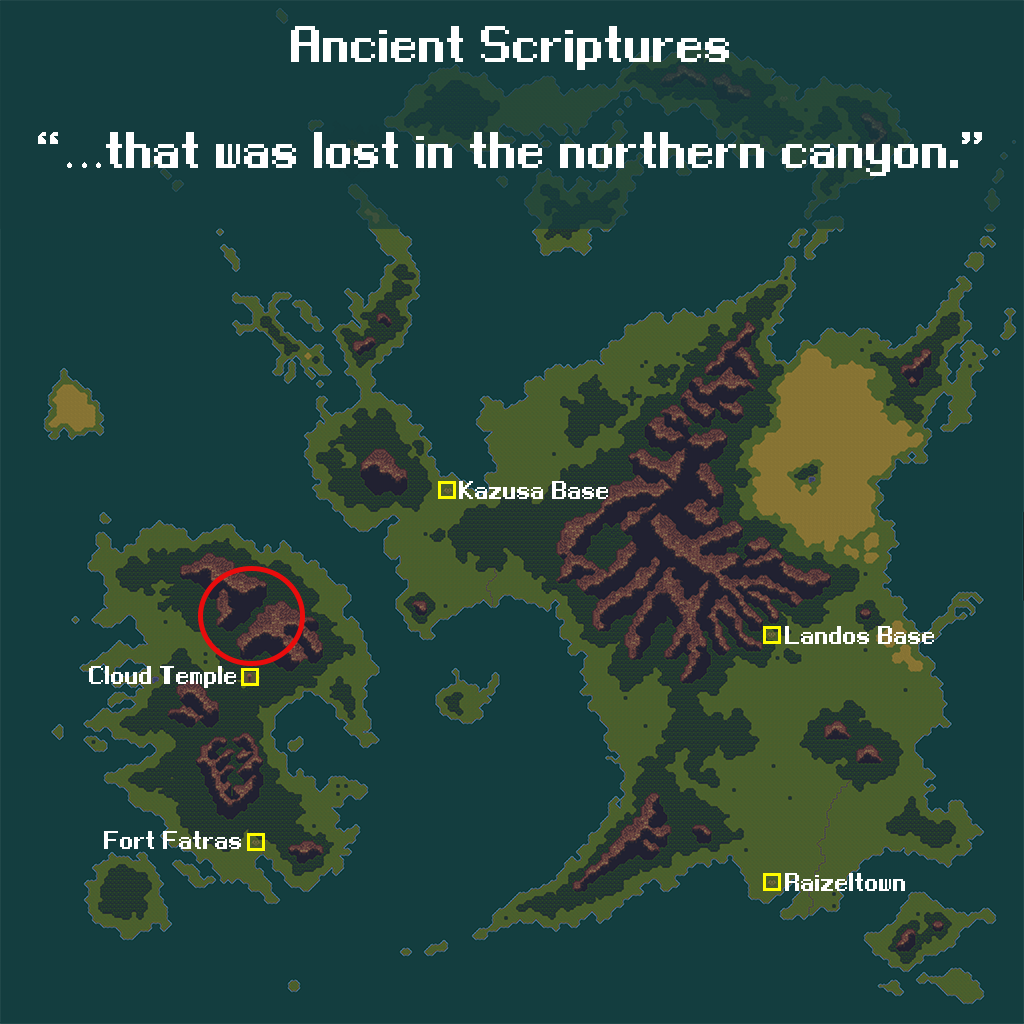 Ancient Scriptures
“...that was lost in the northern canyon.”
Kazusa Base
Landos Base
Cloud Temple
Fort Fatras
Raizeltown